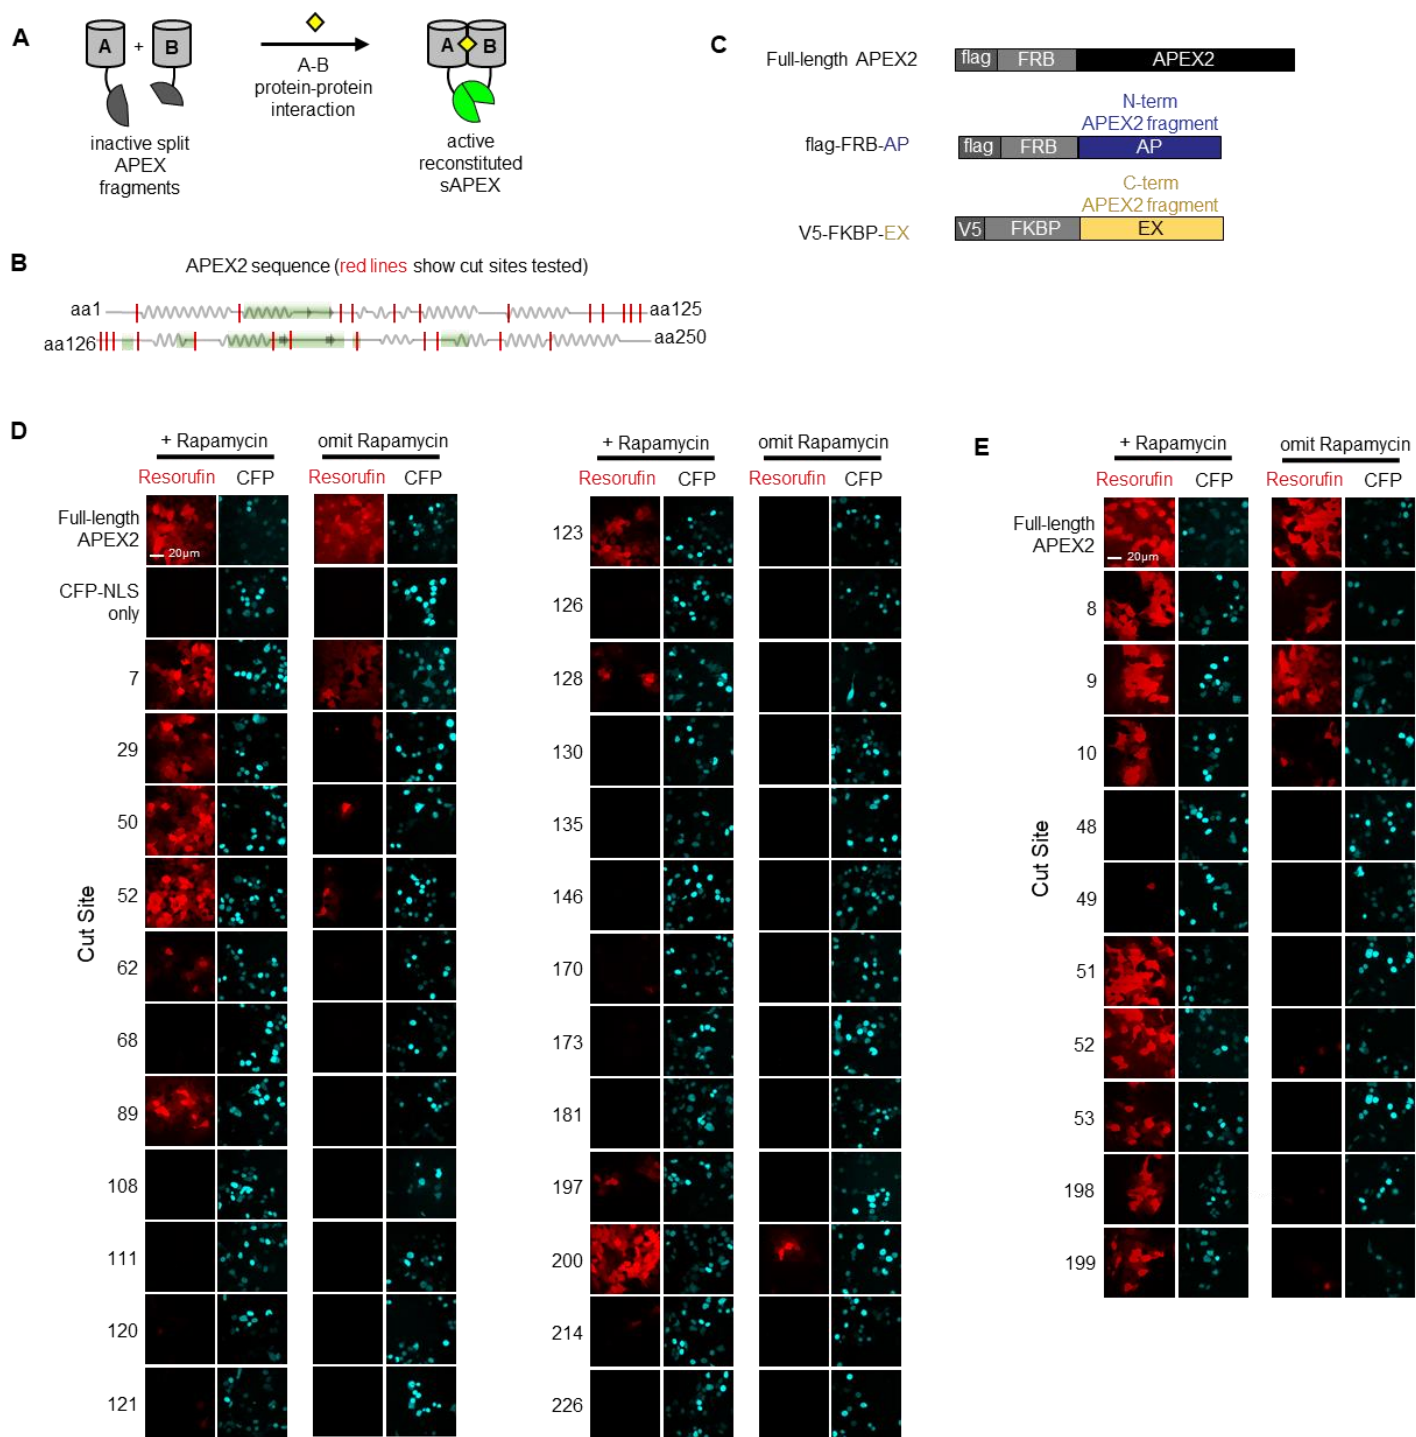 A
A + B
A-B
protein-protein
interaction
A B
inactive split
APEX
fragments
active
reconstituted
sAPEX
B
APEX2 sequence (red lines show cut sites tested)
aa1
aa125
aa126
aa250
C
Full-length APEX2
flag FRB APEX2
N-term
APEX2 fragment
flag-FRB-AP
flag FRB AP
C-term
APEX2 fragment
V5-FKBP-EX
V5 FKBP EX
D
+ Rapamycin
omit Rapamycin
Resorufin CFP
Resorufin CFP
Full-length
APEX2
20µm
CFP-NLS
only
7
29
50
52
62
68
89
108
111
120
121
Cut Site
+ Rapamycin
omit Rapamycin
Resorufin CFP
Resorufin CFP
123
126
128
130
135
146
170
173
181
197
200
214
226
E
+ Rapamycin
omit Rapamycin
Resorufin CFP
Resorufin CFP
Full-length
APEX2
20µm
8
9
10
48
49
51
52
53
198
199
Cut Site